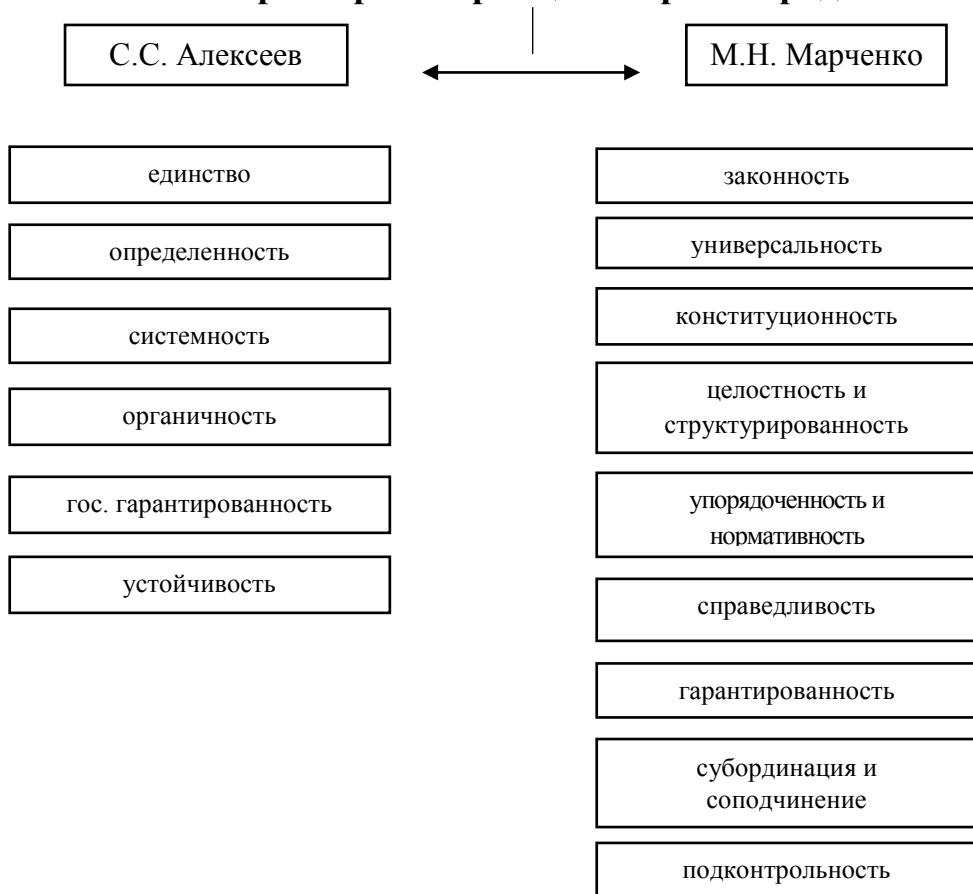 С.С. Алексеев
М.Н. Марченко
единство
определенность
системность
органичность
гос. гарантированность
устойчивость
законность
универсальность
конституционность
целостность и
структурированность
упорядоченность и
нормативность
справедливость
гарантированность
субординация и
соподчинение
подконтрольность